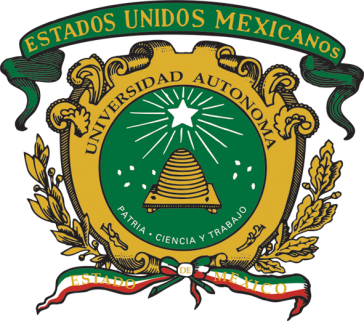 ESTADOS UNIDOS MEXICANOS
UNIVERSIDAD AUTONOMA
PATRIA • CIENCIA Y TRABAJO
ESTADO DE MEXICO